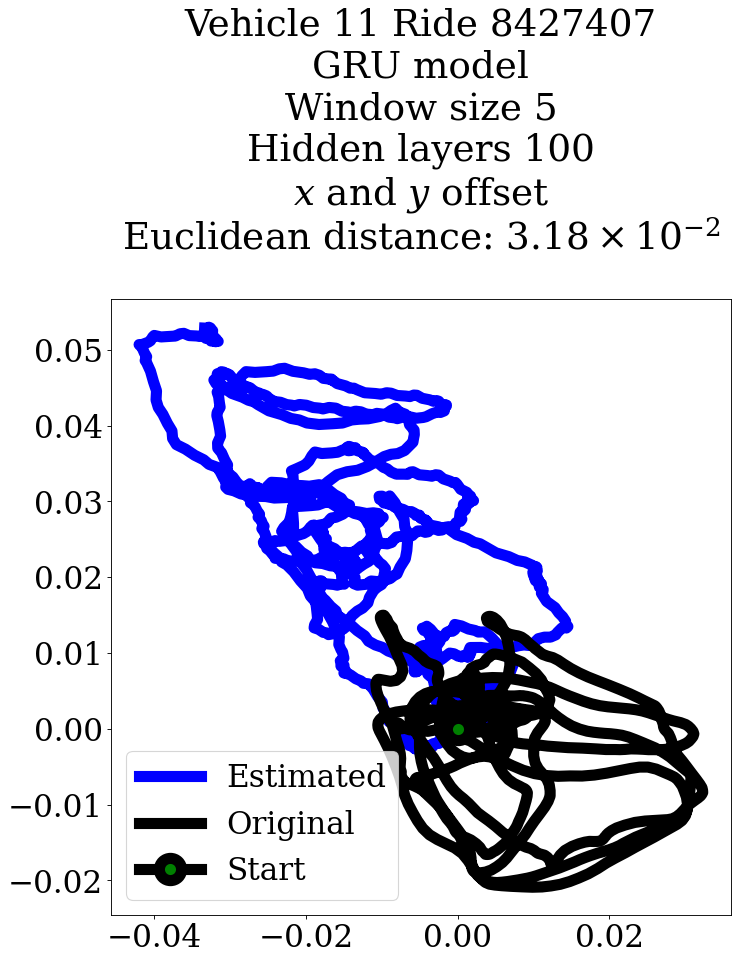 Vehicle 11 Ride 8427407
GRU model
Window size 5
Hidden layers 100
x and y offset
Euclidean distance: 3.18 × 10⁻²
0.05
0.04
0.03
0.02
0.01
0.00
−0.01
−0.02
Estimated
Original
Start
−0.04 −0.02 0.00 0.02